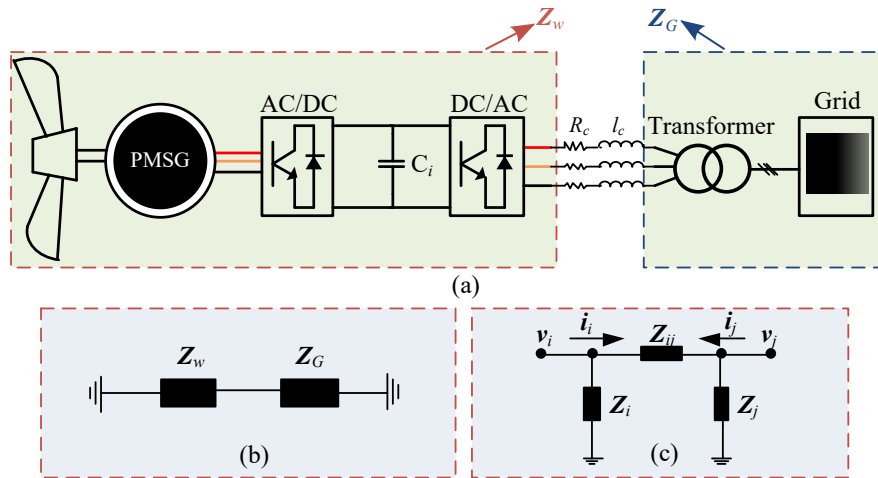 Z_w
Z_G
AC/DC
DC/AC
R_c
l_c
Transformer
Grid
PMSG
C_i
(a)
Z_w
Z_G
(b)
v_i
i_i
Z_ij
i_j
v_j
Z_i
Z_j
(c)